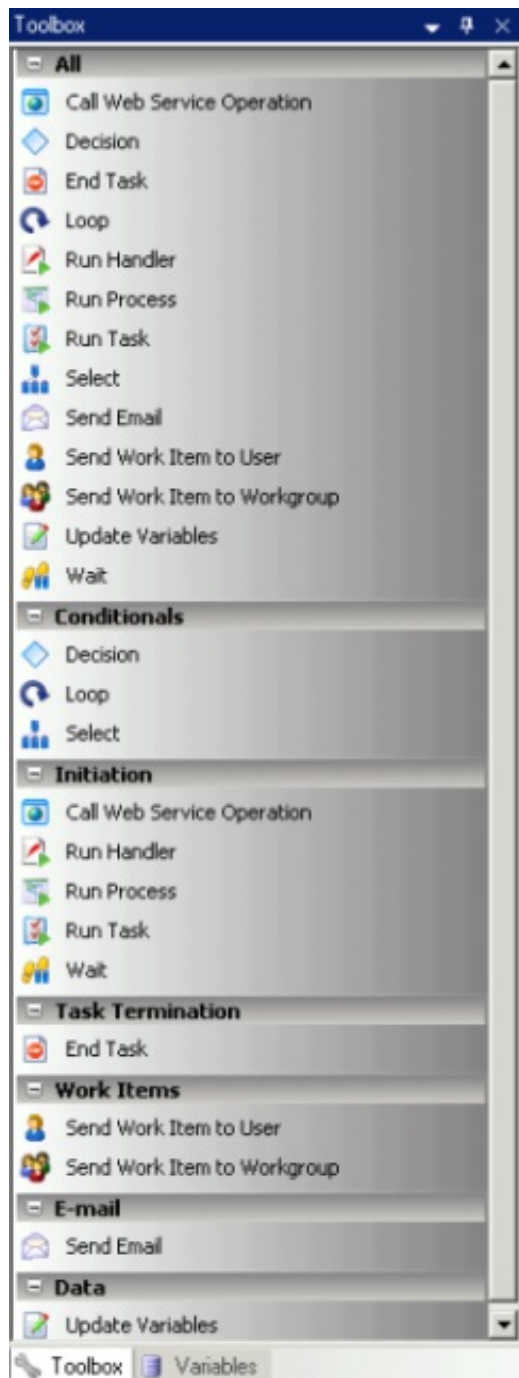 Toolbox
All
Call Web Service Operation
Decision
End Task
Loop
Run Handler
Run Process
Run Task
Select
Send Email
Send Work Item to User
Send Work Item to Workgroup
Update Variables
Wait
Conditionals
Decision
Loop
Select
Initiation
Call Web Service Operation
Run Handler
Run Process
Run Task
Wait
Task Termination
End Task
Work Items
Send Work Item to User
Send Work Item to Workgroup
E-mail
Send Email
Data
Update Variables
Toolbox Variables